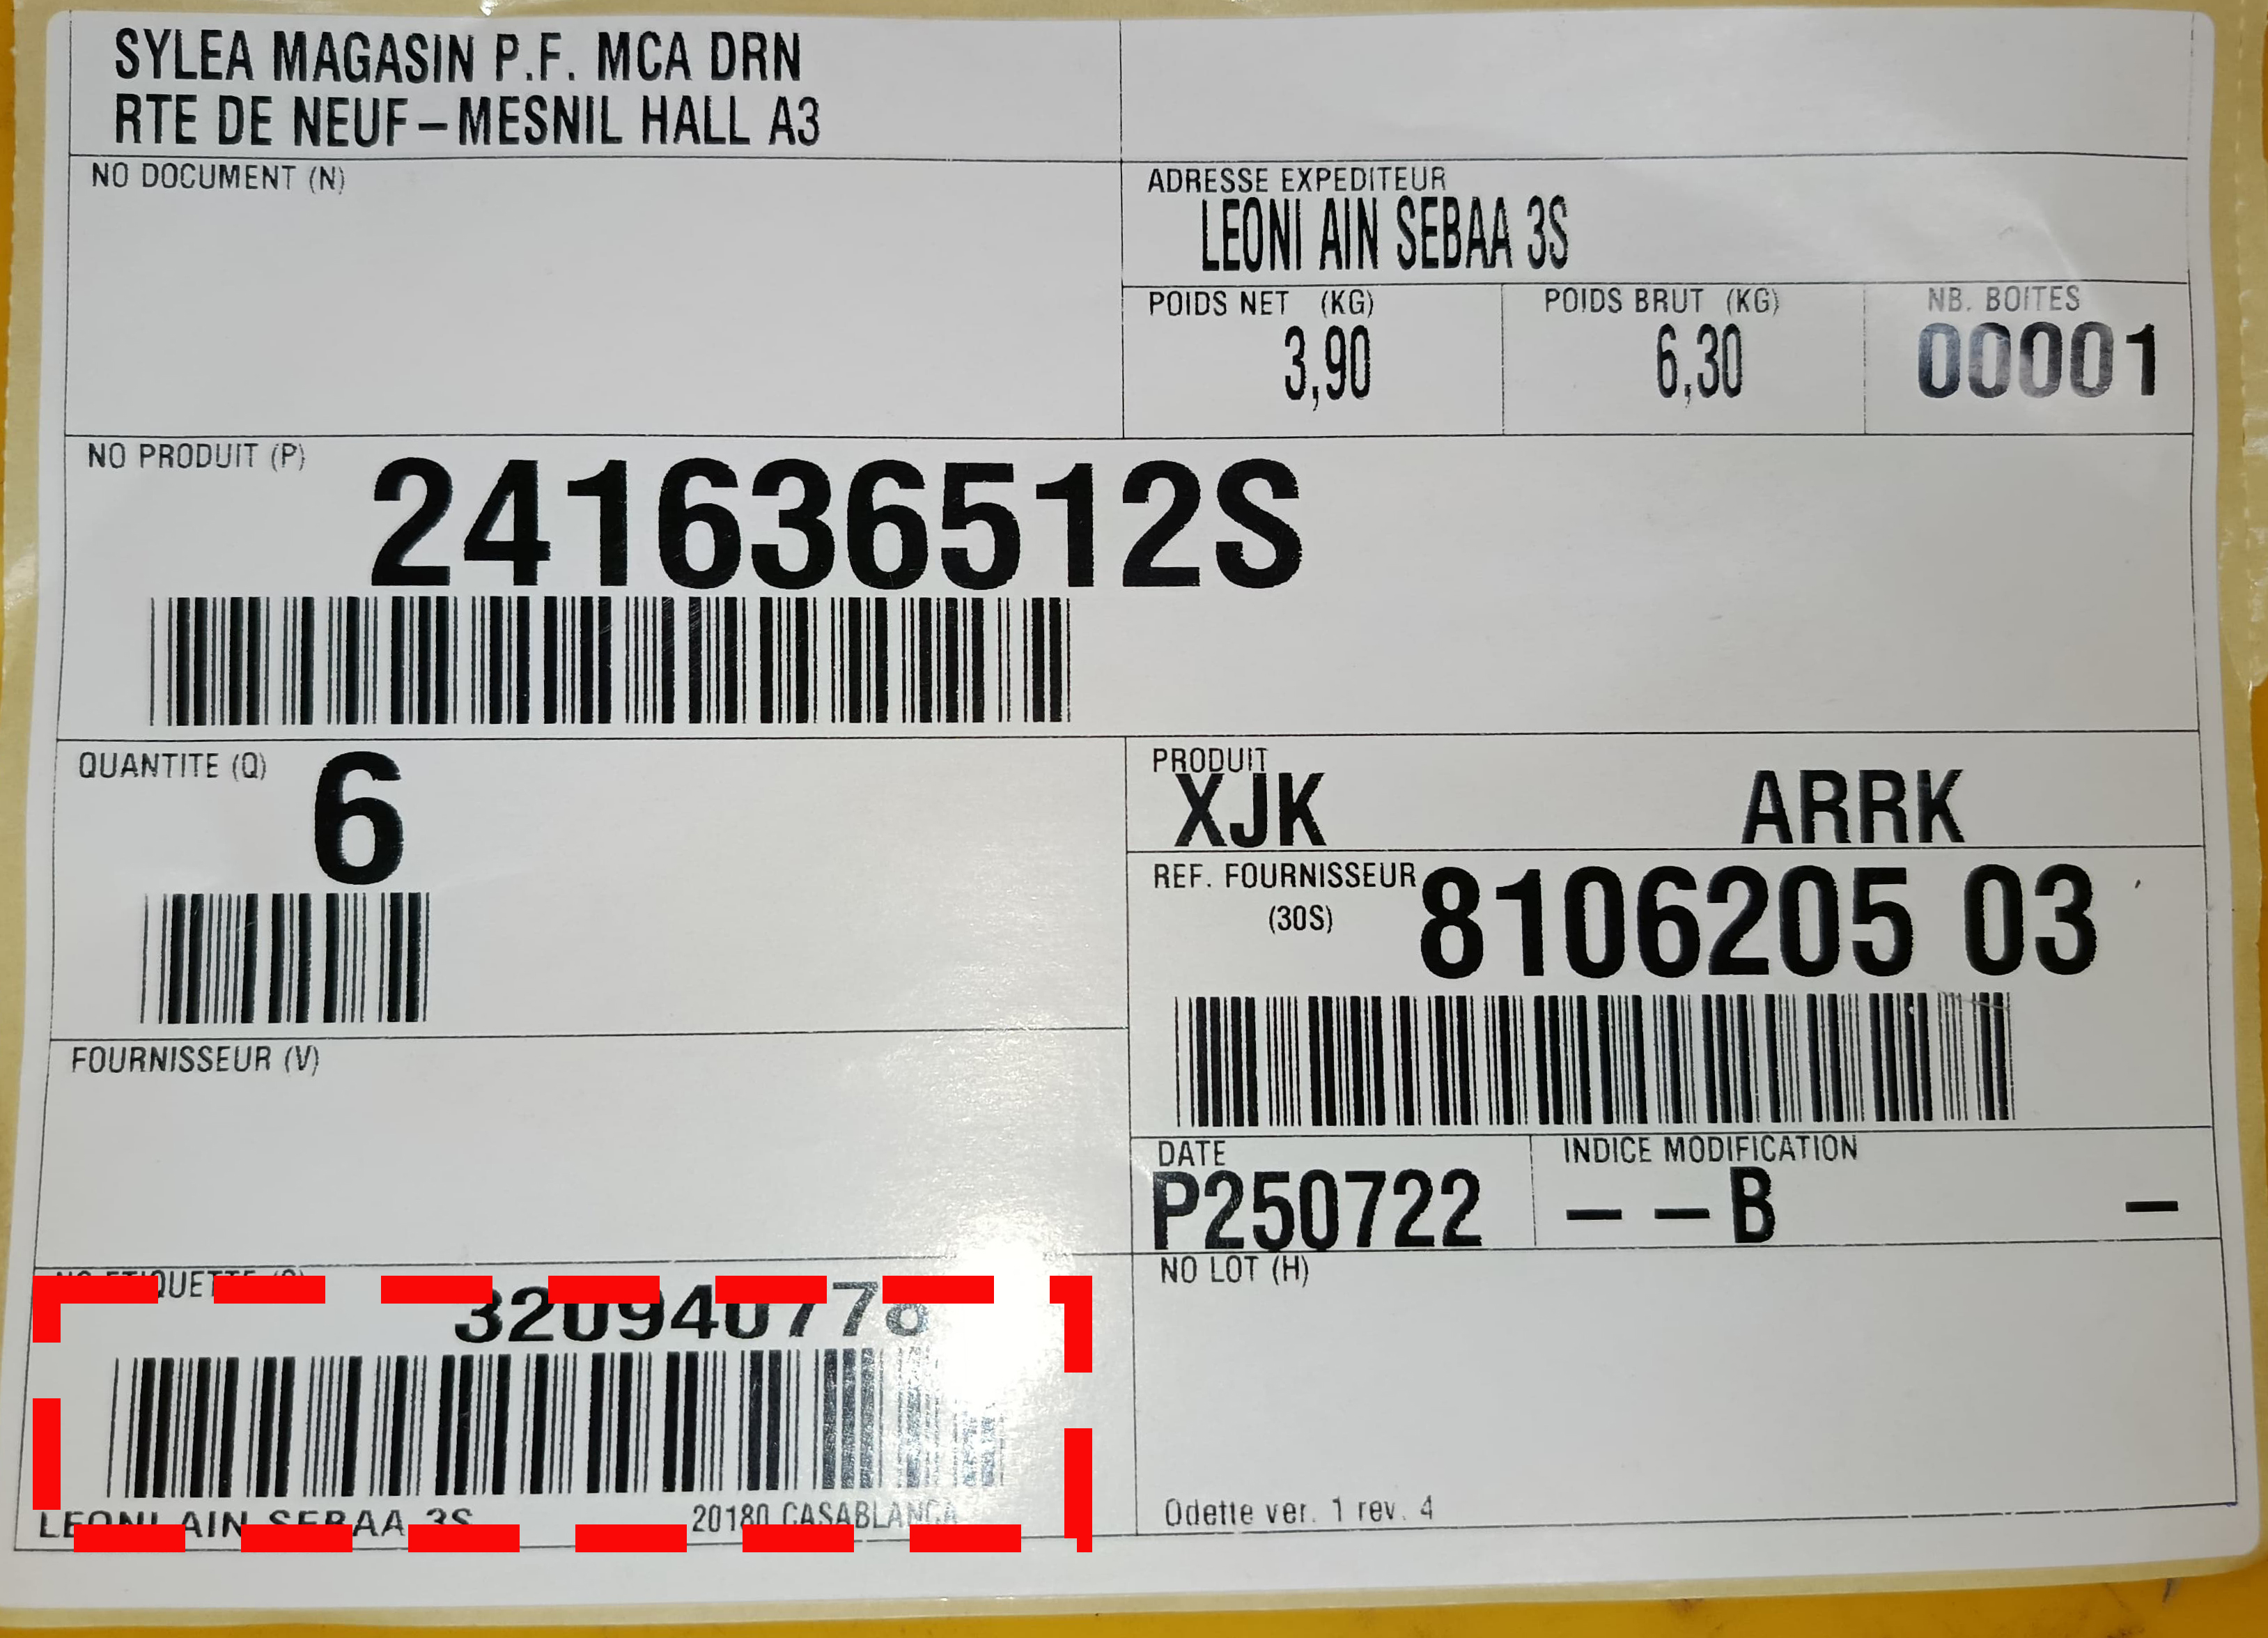 SYLEA MAGASIN P.F. MCA DRN
RTE DE NEUF-MESNIL HALL A3
NO DOCUMENT (N)
ADRESSE EXPEDITEUR
LEONI AIN SEBAA 3S
POIDS NET (KG)
3,90
POIDS BRUT (KG)
6,30
NB. BOITES
00001
NO PRODUIT (P)
241636512S
QUANTITE (Q)
6
PRODUIT
XJK ARRK
REF. FOURNISSEUR
(30S)
8106205 03
FOURNISSEUR (V)
DATE
P250722
INDICE MODIFICATION
— — B —
NO ETIQUETTE (S)
320940778
LEONI AIN SEBAA 3S 20180 CASABLANCA
NO LOT (H)
Odette ver. 1 rev. 4